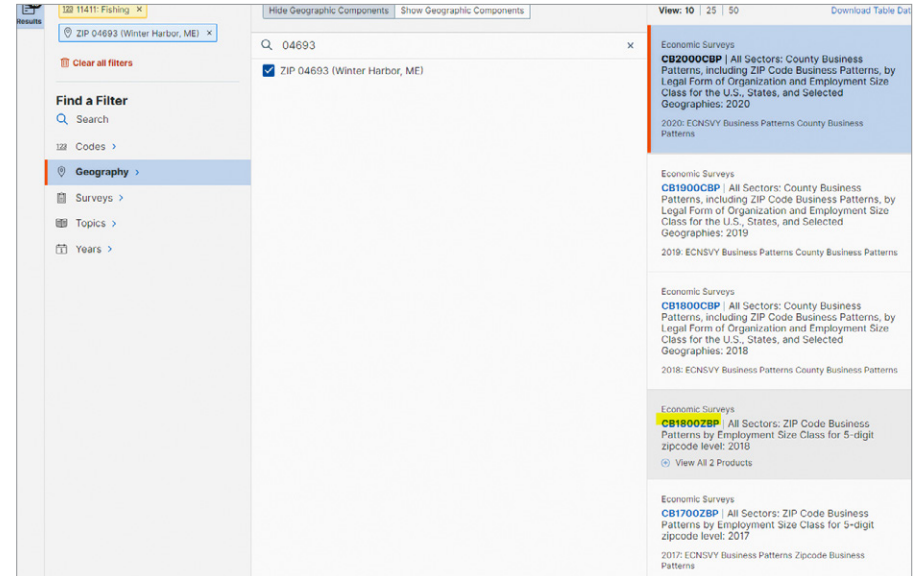 Results
123 11411: Fishing ×
ZIP 04693 (Winter Harbor, ME) ×
Clear all filters
Find a Filter
Search
123 Codes >
Geography >
Surveys >
Topics >
Years >
Hide Geographic Components Show Geographic Components
04693 ×
ZIP 04693 (Winter Harbor, ME)
View: 10 | 25 | 50 Download Table Dat
Economic Surveys
CB2000CBP | All Sectors: County Business
Patterns, including ZIP Code Business Patterns, by
Legal Form of Organization and Employment Size
Class for the U.S., States, and Selected
Geographies: 2020
2020: ECNSVY Business Patterns County Business
Patterns
Economic Surveys
CB1900CBP | All Sectors: County Business
Patterns, including ZIP Code Business Patterns, by
Legal Form of Organization and Employment Size
Class for the U.S., States, and Selected
Geographies: 2019
2019: ECNSVY Business Patterns County Business Patterns
Economic Surveys
CB1800CBP | All Sectors: County Business
Patterns, including ZIP Code Business Patterns, by
Legal Form of Organization and Employment Size
Class for the U.S., States, and Selected
Geographies: 2018
2018: ECNSVY Business Patterns County Business Patterns
Economic Surveys
CB1800ZBP | All Sectors: ZIP Code Business
Patterns by Employment Size Class for 5-digit
zipcode level: 2018
View All 2 Products
Economic Surveys
CB1700ZBP | All Sectors: ZIP Code Business
Patterns by Employment Size Class for 5-digit
zipcode level: 2017
2017: ECNSVY Business Patterns Zipcode Business
Patterns